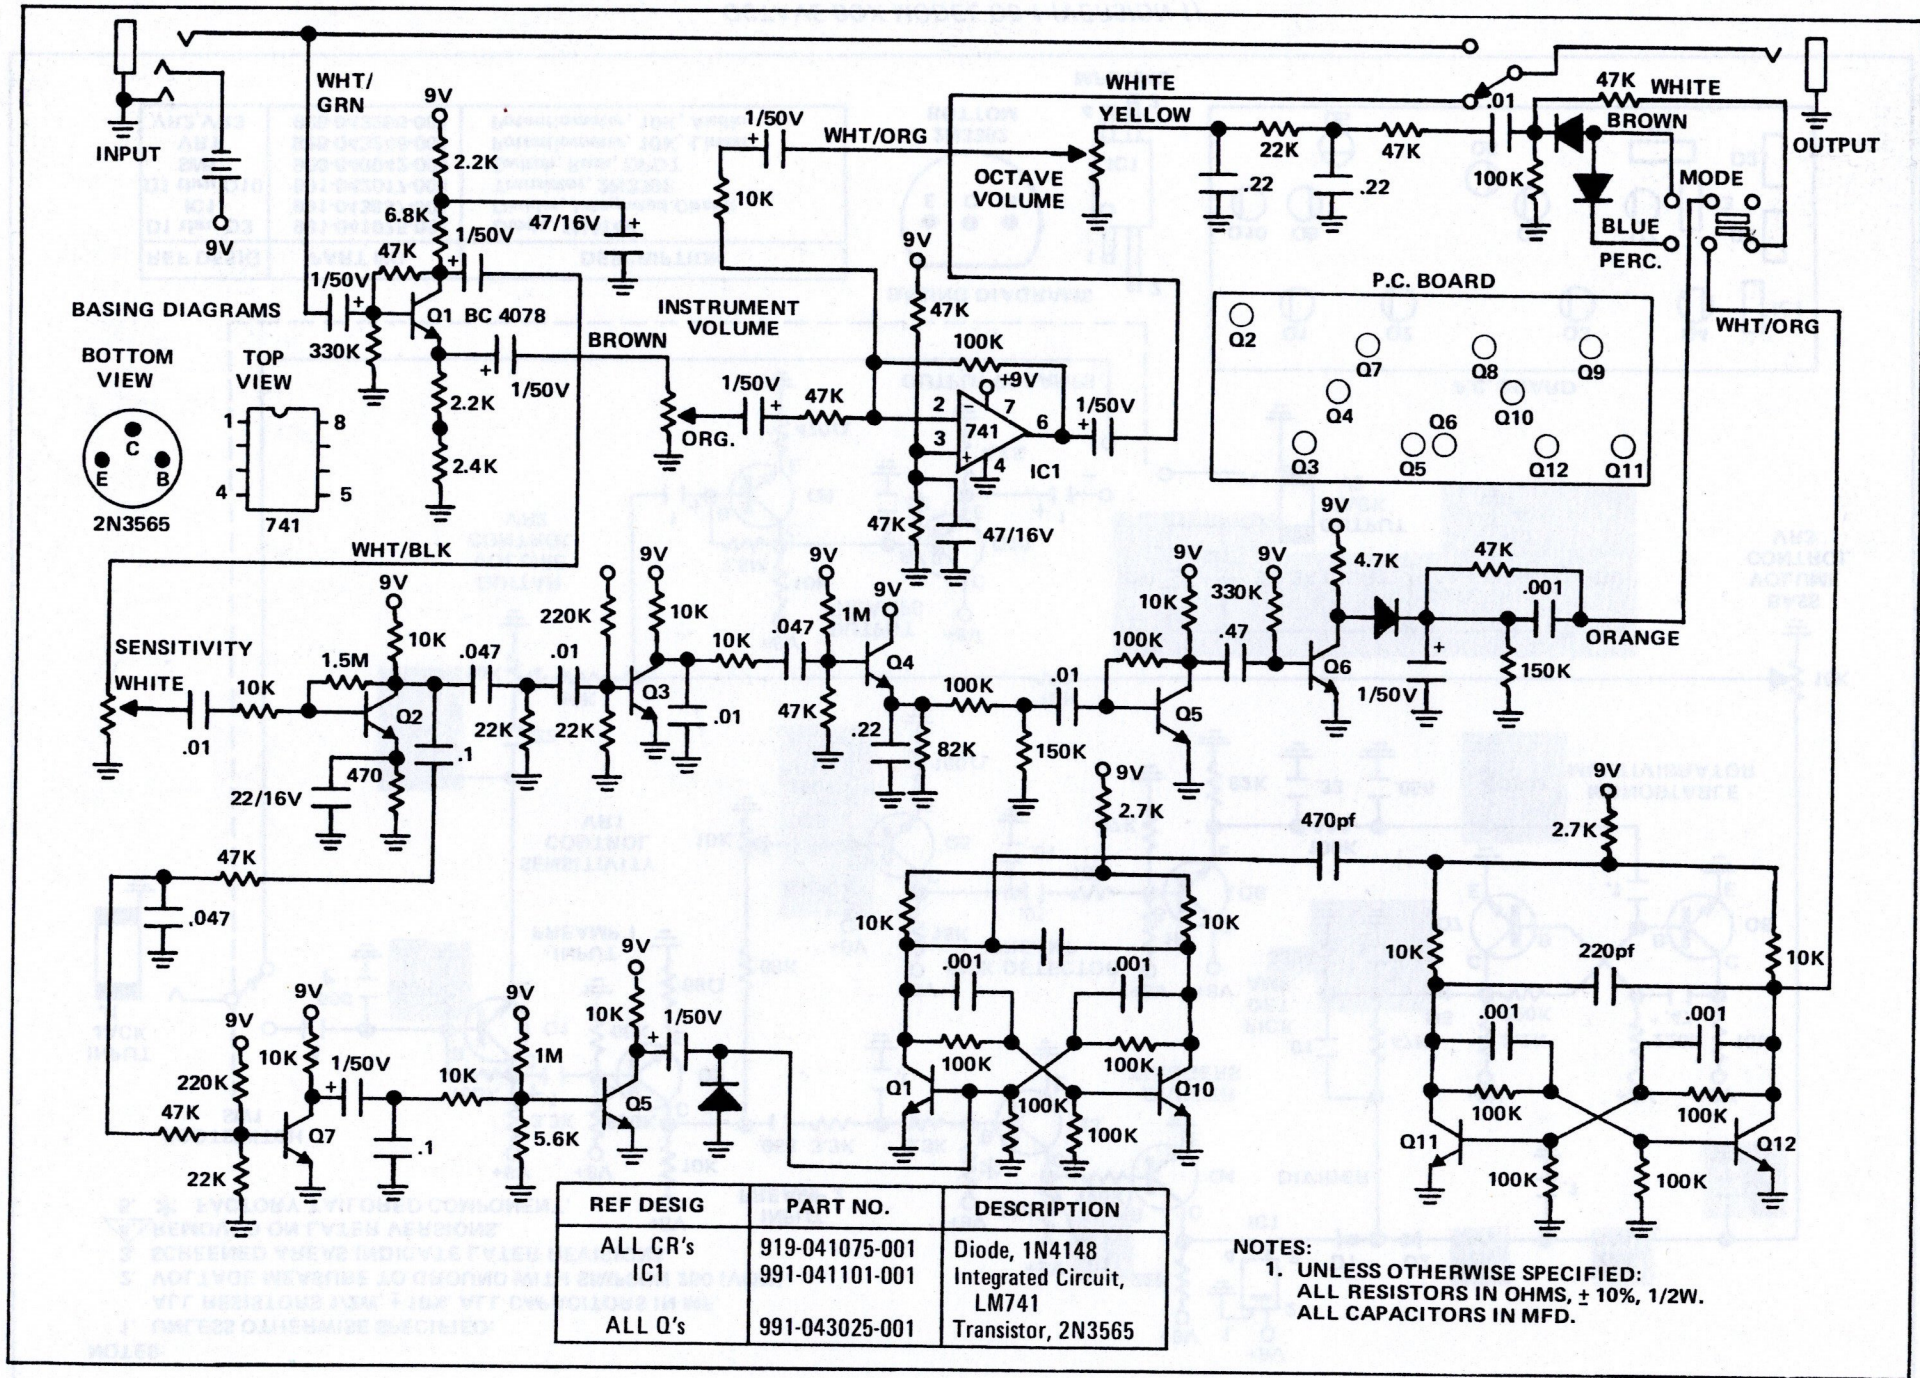 INPUT
9V
WHT/
GRN
9V
2.2K
6.8K
47K
1/50V
47/16V
+
1/50V
+
+
Q1
BC 4078
330K
+
1/50V
2.2K
2.4K
BROWN
INSTRUMENT
VOLUME
ORG.
1/50V
+
47K
10K
+
1/50V
WHT/ORG
WHITE
YELLOW
OCTAVE
VOLUME
.22
22K
.22
47K
.01
100K
47K
WHITE
BROWN
BLUE
PERC.
MODE
OUTPUT
WHT/ORG
9V
47K
100K
+9V
2
-
7
741
3
+
4
6
IC1
+
1/50V
47K
47/16V
BASING DIAGRAMS
BOTTOM
VIEW
C
E
B
2N3565
TOP
VIEW
1
8
4
5
741
P.C. BOARD
Q2
Q7
Q8
Q9
Q4
Q10
Q3
Q5
Q6
Q12
Q11
WHT/BLK
SENSITIVITY
WHITE
.01
10K
1.5M
9V
10K
Q2
470
22/16V
.1
.047
22K
.01
220K
22K
9V
10K
Q3
.01
10K
.047
9V
1M
47K
9V
Q4
.22
82K
100K
150K
.01
100K
9V
10K
Q5
.47
9V
330K
9V
4.7K
Q6
+
1/50V
47K
.001
150K
ORANGE
47K
.047
9V
220K
47K
22K
9V
10K
Q7
+
1/50V
.1
10K
9V
1M
5.6K
9V
10K
Q5
+
1/50V
9V
2.7K
10K
10K
.001
.001
100K
100K
Q1
Q10
100K
100K
470pf
9V
2.7K
10K
220pf
10K
.001
.001
100K
100K
Q11
Q12
100K
100K
REF DESIG PART NO. DESCRIPTION
ALL CR's 919-041075-001 Diode, 1N4148
IC1 991-041101-001 Integrated Circuit,
LM741
ALL Q's 991-043025-001 Transistor, 2N3565
NOTES:
1. UNLESS OTHERWISE SPECIFIED:
ALL RESISTORS IN OHMS, ± 10%, 1/2W.
ALL CAPACITORS IN MFD.